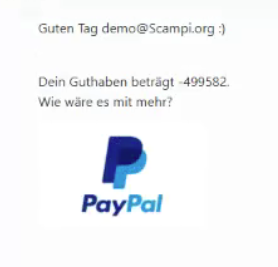 Guten Tag demo@Scampi.org :)
Dein Guthaben beträgt -499582.
Wie wäre es mit mehr?
PayPal